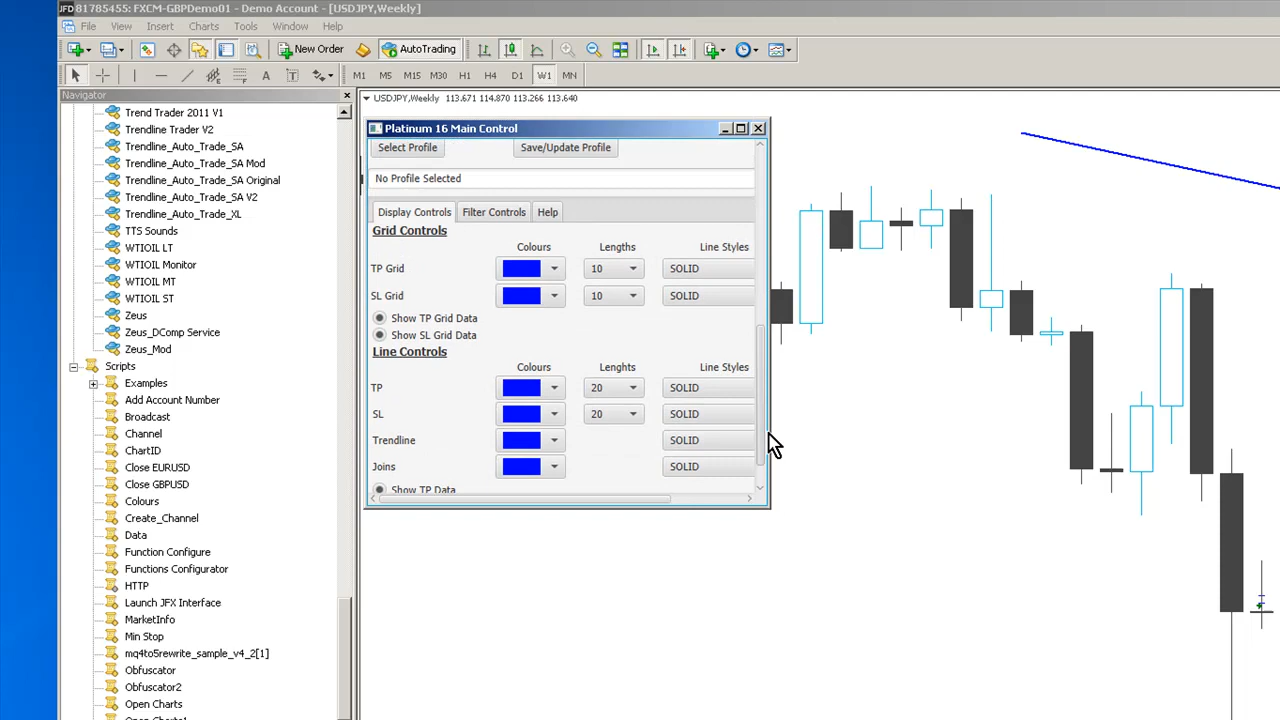 JFD 81785455: FXCM-GBPDemo01 - Demo Account - [USDJPY,Weekly]
File View Insert Charts Tools Window Help
New Order AutoTrading
A T M1 M5 M15 M30 H1 H4 D1 W1 MN
Navigator
Trend Trader 2011 V1
Trendline Trader V2
Trendline_Auto_Trade_SA
Trendline_Auto_Trade_SA Mod
Trendline_Auto_Trade_SA Original
Trendline_Auto_Trade_SA V2
Trendline_Auto_Trade_XL
TTS Sounds
WTIOIL LT
WTIOIL Monitor
WTIOIL MT
WTIOIL ST
Zeus
Zeus_DComp Service
Zeus_Mod
Scripts
Examples
Add Account Number
Broadcast
Channel
ChartID
Close EURUSD
Close GBPUSD
Colours
Create_Channel
Data
Function Configure
Functions Configurator
HTTP
Launch JFX Interface
MarketInfo
Min Stop
mq4to5rewrite_sample_v4_2[1]
Obfuscator
Obfuscator2
Open Charts
Open Charts1
USDJPY,Weekly 113.671 114.870 113.266 113.640
Platinum 16 Main Control
Select Profile Save/Update Profile
No Profile Selected
Display Controls Filter Controls Help
Grid Controls
Colours Lengths Line Styles
TP Grid 10 SOLID
SL Grid 10 SOLID
Show TP Grid Data
Show SL Grid Data
Line Controls
Colours Lenghts Line Styles
TP 20 SOLID
SL 20 SOLID
Trendline SOLID
Joins SOLID
Show TP Data